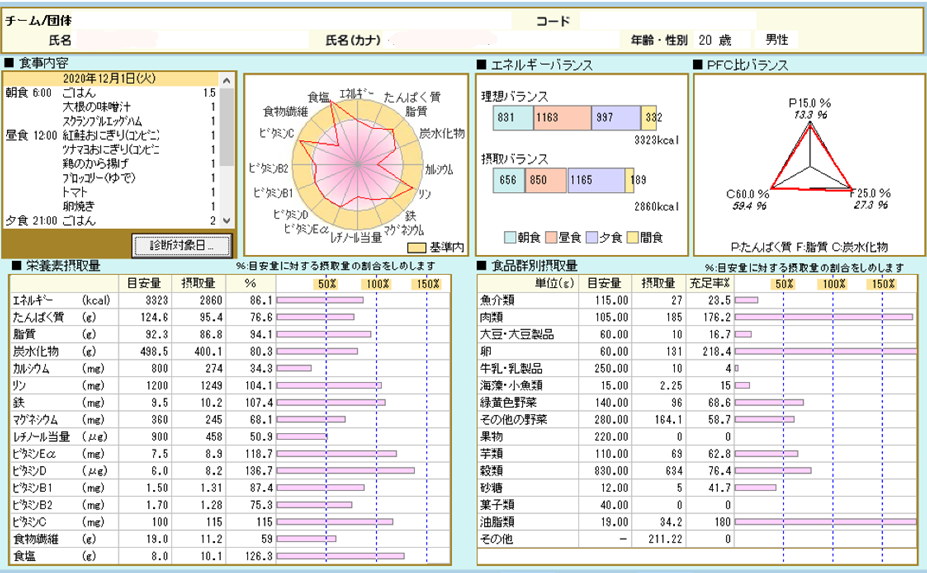 チーム/団体 コード
氏名 氏名(カナ) 年齢・性別 20 歳 男性
■ 食事内容
2020年12月1日(火)
朝食 6:00 ごはん 1.5
大根の味噌汁 1
スクランブルエッグハム 1
昼食 12:00 紅鮭おにぎり(コンビニ) 1
ツナマヨおにぎり(コンビニ) 1
鶏のから揚げ 1
ブロッコリー(ゆで) 1
トマト 1
卵焼き 1
夕食 21:00 ごはん 2
診断対象日...
エネルギー
たんぱく質
脂質
炭水化物
カルシウム
リン
鉄
マグネシウム
レチノール当量
ビタミンEα
ビタミンD
ビタミンB1
ビタミンB2
ビタミンC
食物繊維
食塩
基準内
■ エネルギーバランス
理想バランス
831 1163 997 332
3323kcal
摂取バランス
656 850 1165 189
2860kcal
朝食 昼食 夕食 間食
■ PFC比バランス
P15.0 %
13.3 %
C60.0 %
59.4 %
F25.0 %
27.3 %
P:たんぱく質 F:脂質 C:炭水化物
■ 栄養素摂取量 %:目安量に対する摂取量の割合をしめします
目安量 摂取量 % 50% 100% 150%
エネルギー (kcal) 3323 2860 86.1
たんぱく質 (g) 124.6 95.4 76.6
脂質 (g) 92.3 86.8 94.1
炭水化物 (g) 498.5 400.1 80.3
カルシウム (mg) 800 274 34.3
リン (mg) 1200 1249 104.1
鉄 (mg) 9.5 10.2 107.4
マグネシウム (mg) 360 245 68.1
レチノール当量 (μg) 900 458 50.9
ビタミンEα (mg) 7.5 8.9 118.7
ビタミンD (μg) 6.0 8.2 136.7
ビタミンB1 (mg) 1.50 1.31 87.4
ビタミンB2 (mg) 1.70 1.28 75.3
ビタミンC (mg) 100 115 115
食物繊維 (g) 19.0 11.2 59
食塩 (g) 8.0 10.1 126.3
■ 食品群別摂取量 %:目安量に対する摂取量の割合をしめします
単位(g) 目安量 摂取量 充足率% 50% 100% 150%
魚介類 115.00 27 23.5
肉類 105.00 185 176.2
大豆・大豆製品 60.00 10 16.7
卵 60.00 131 218.4
牛乳・乳製品 250.00 10 4
海藻・小魚類 15.00 2.25 15
緑黄色野菜 140.00 96 68.6
その他の野菜 280.00 164.1 58.7
果物 220.00 0 0
芋類 110.00 69 62.8
穀類 830.00 634 76.4
砂糖 12.00 5 41.7
菓子類 40.00 0 0
油脂類 19.00 34.2 180
その他 - 211.22 0